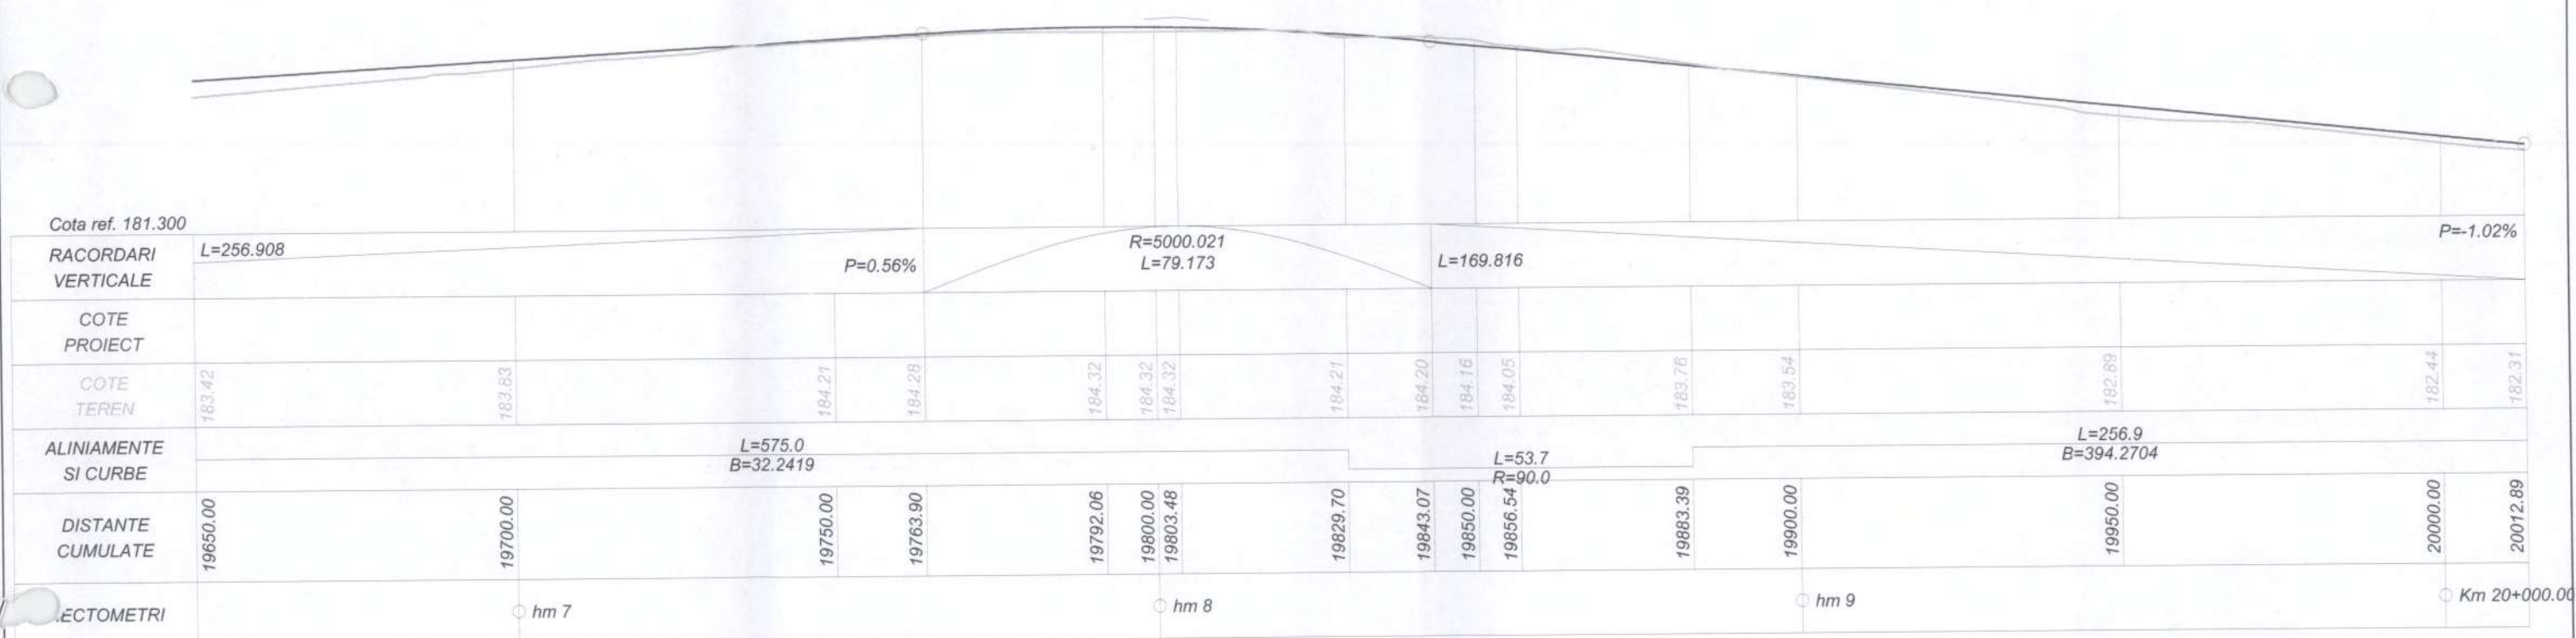 Cota ref. 181.300
RACORDARI
VERTICALE
L=256.908
P=0.56%
R=5000.021
L=79.173
L=169.816
P=-1.02%
COTE
PROIECT
COTE
TEREN
183.42 183.83 184.21 184.28 184.32 184.32 184.32 184.21 184.20 184.16 184.05 183.76 183.54 182.89 182.44 182.31
ALINIAMENTE
SI CURBE
L=575.0
B=32.2419
L=53.7
R=90.0
L=256.9
B=394.2704
DISTANTE
CUMULATE
19650.00 19700.00 19750.00 19763.90 19792.06 19800.00 19803.48 19829.70 19843.07 19850.00 19856.54 19883.39 19900.00 19950.00 20000.00 20012.89
ECTOMETRI
hm 7
hm 8
hm 9
Km 20+000.00